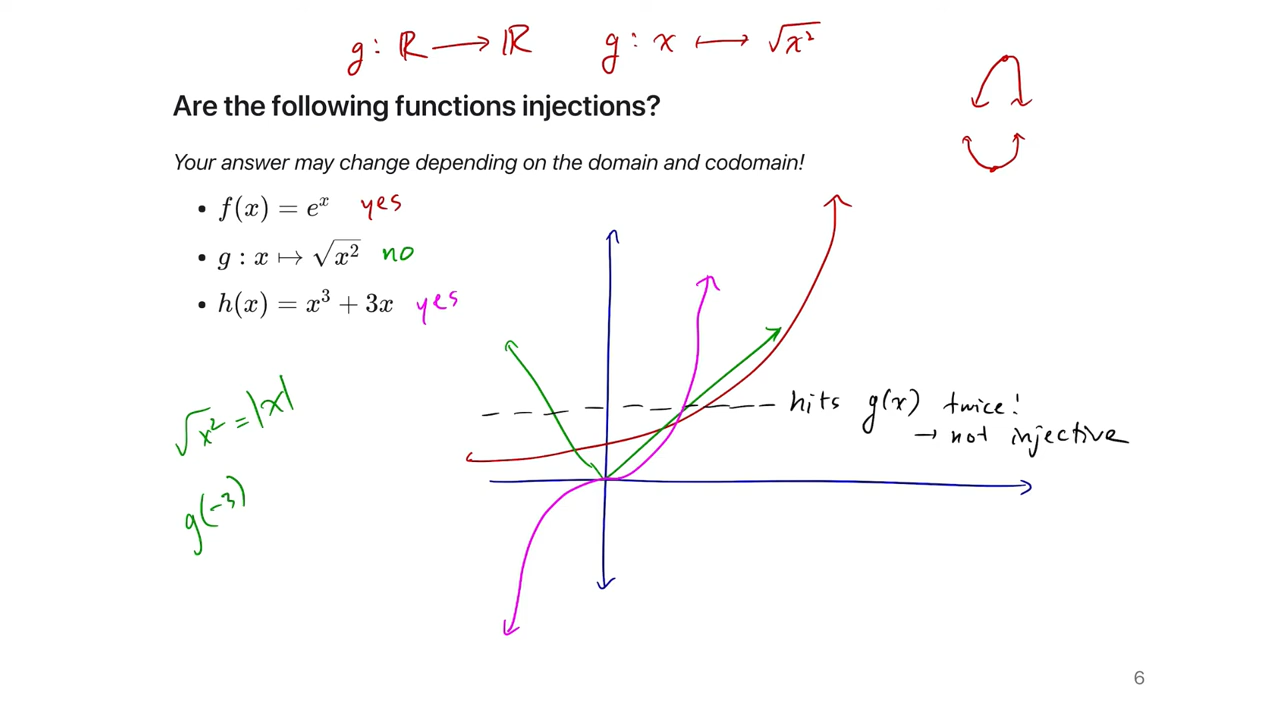 g: ℝ ⟶ ℝ g: x ⟼ √x²
Are the following functions injections?
Your answer may change depending on the domain and codomain!
• f(x) = eˣ yes
• g : x ↦ √x² no
• h(x) = x³ + 3x yes
√x² = |x|
hits g(x) twice!
→ not injective
g(-3)
6